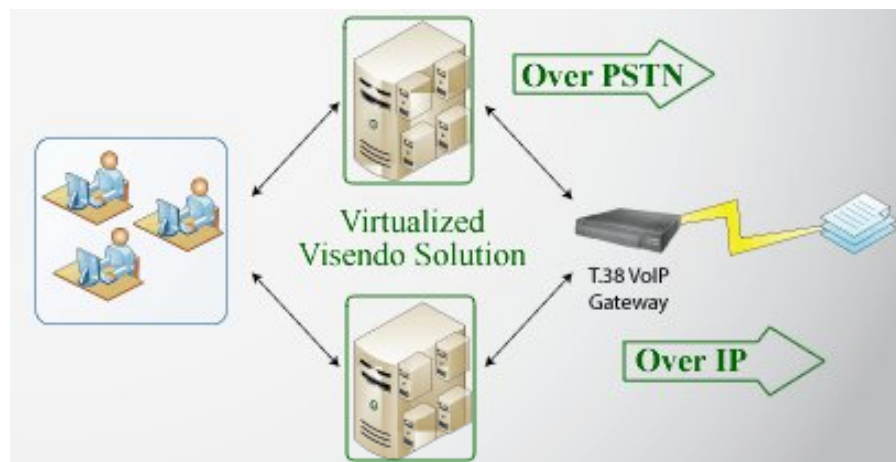 Over PSTN
Virtualized
Visendo Solution
T.38 VoIP
Gateway
Over IP